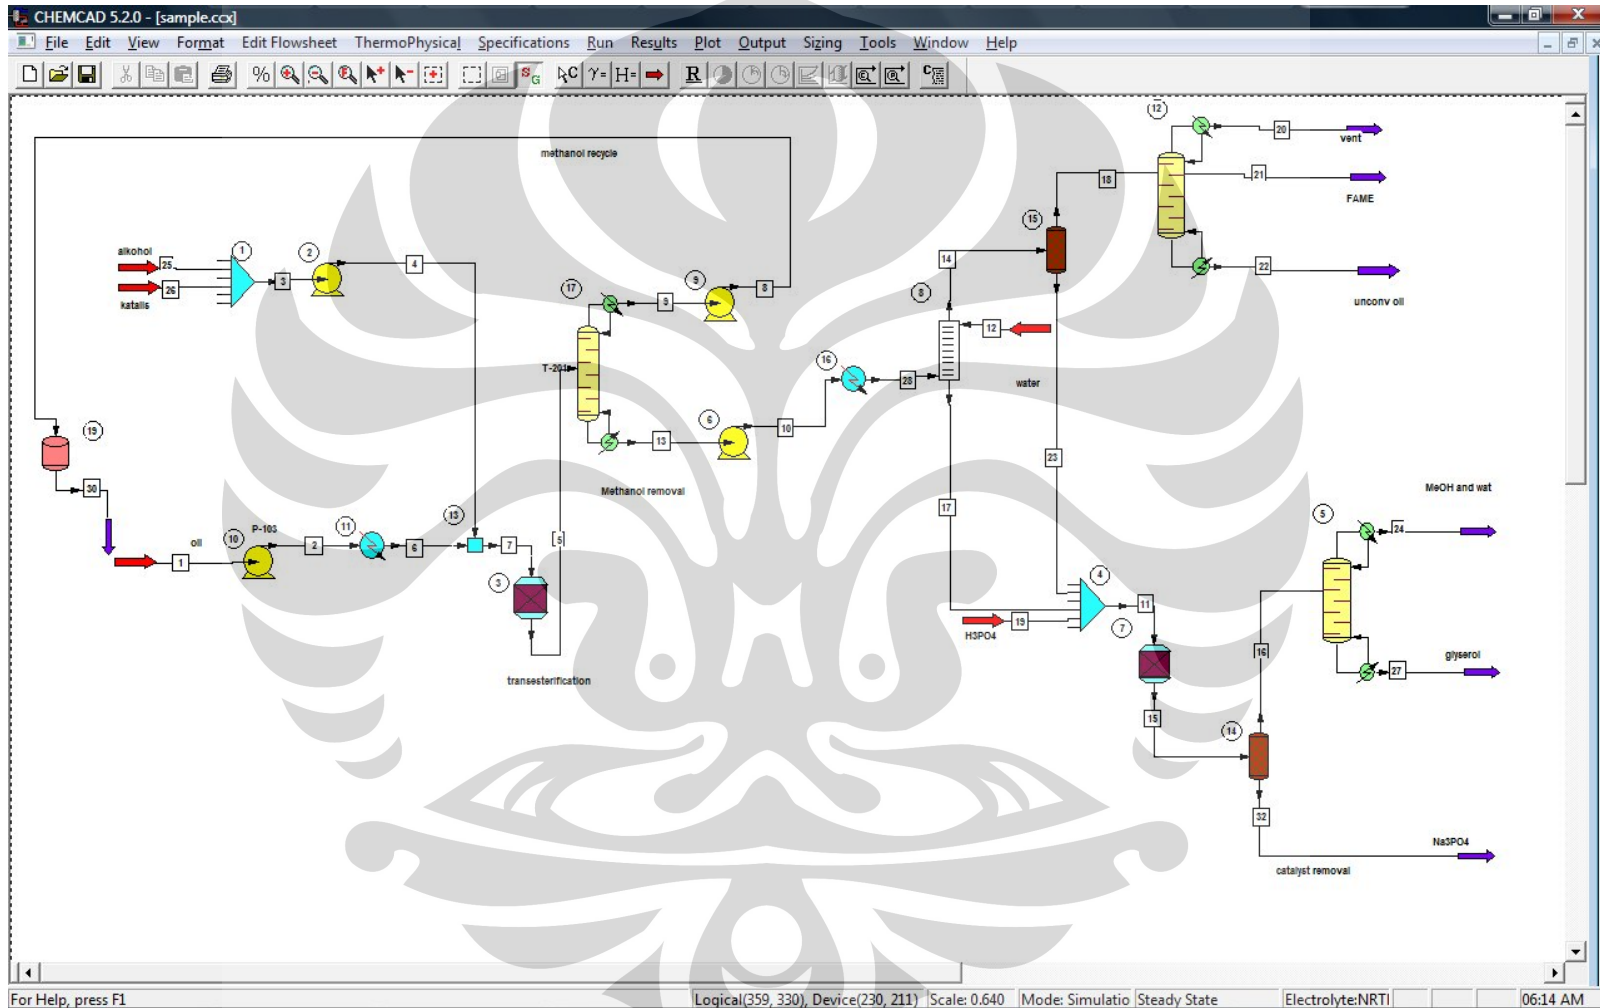 CHEMCAD 5.2.0 - [sample.ccx]
File Edit View Format Edit Flowsheet ThermoPhysical Specifications Run Results Plot Output Sizing Tools Window Help
methanol recycle
12
20
vent
18
21
FAME
15
22
unconv oil
alkohol
25
1
2
4
3
26
katalis
17
9
9
8
14
8
12
water
T-201
16
28
6
13
10
Methanol removal
19
30
23
17
MeOH and wat
5
24
oil
10
P-103
11
13
1
2
6
7
5
3
4
11
7
H3PO4
19
16
glyserol
27
transesterification
15
14
32
Na3PO4
catalyst removal
For Help, press F1
Logical(359, 330), Device(230, 211) Scale: 0.640 Mode: Simulatio Steady State Electrolyte:NRTI 06:14 AM